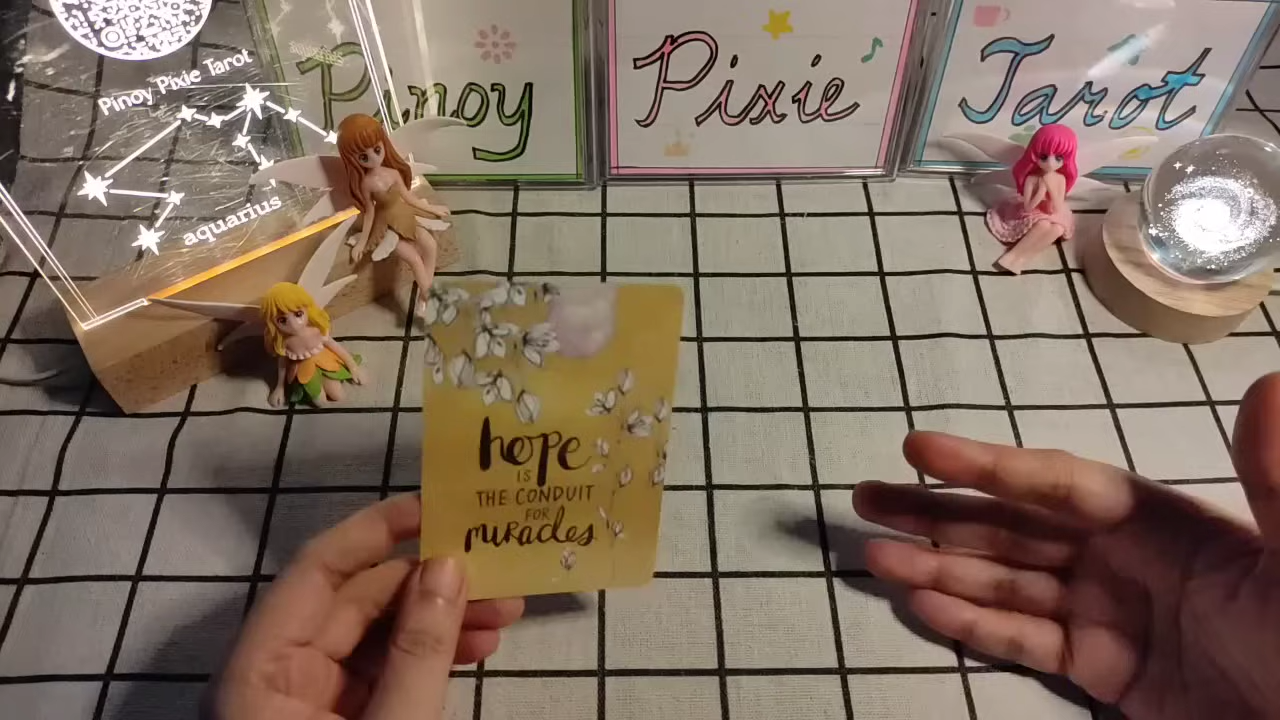 Pinoy Pixie Tarot
aquarius
Pinoy
Pixie
Tarot
hope
IS
THE CONDUIT
FOR
miracles